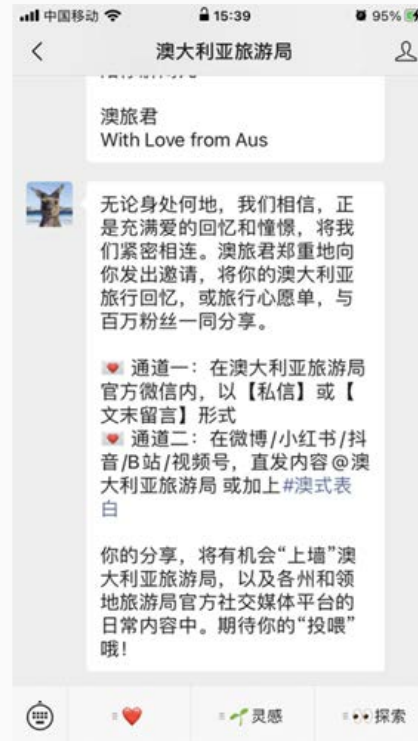 中国移动 15:39 95%
澳大利亚旅游局
澳旅君
With Love from Aus
无论身处何地，我们相信，正
是充满爱的回忆和憧憬，将我
们紧密相连。澳旅君郑重地向
你发出邀请，将你的澳大利亚
旅行回忆，或旅行心愿单，与
百万粉丝一同分享。
💌 通道一：在澳大利亚旅游局
官方微信内，以【私信】或【
文末留言】形式
💌 通道二：在微博/小红书/抖
音/B站/视频号，直发内容@澳
大利亚旅游局 或加上#澳式表
白
你的分享，将有机会“上墙”澳
大利亚旅游局，以及各州和领
地旅游局官方社交媒体平台的
日常内容中。期待你的“投喂”
哦！
❤️ 🌱灵感 👀探索